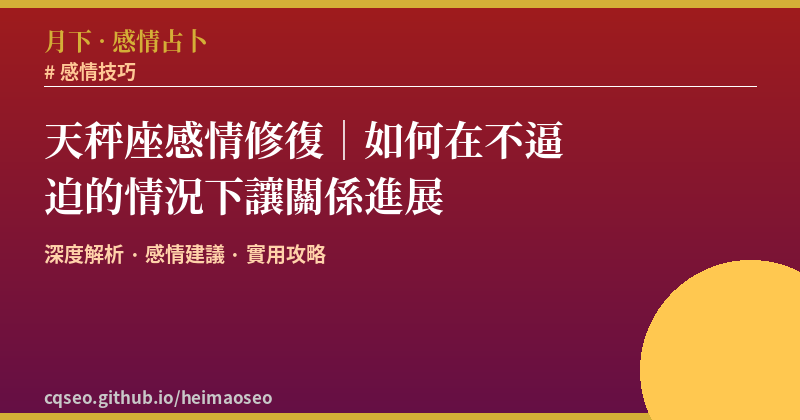 月下 · 感情占卜
# 感情技巧
天秤座感情修復｜如何在不逼
迫的情況下讓關係進展
深度解析 · 感情建議 · 實用攻略
cqseo.github.io/heimaoseo